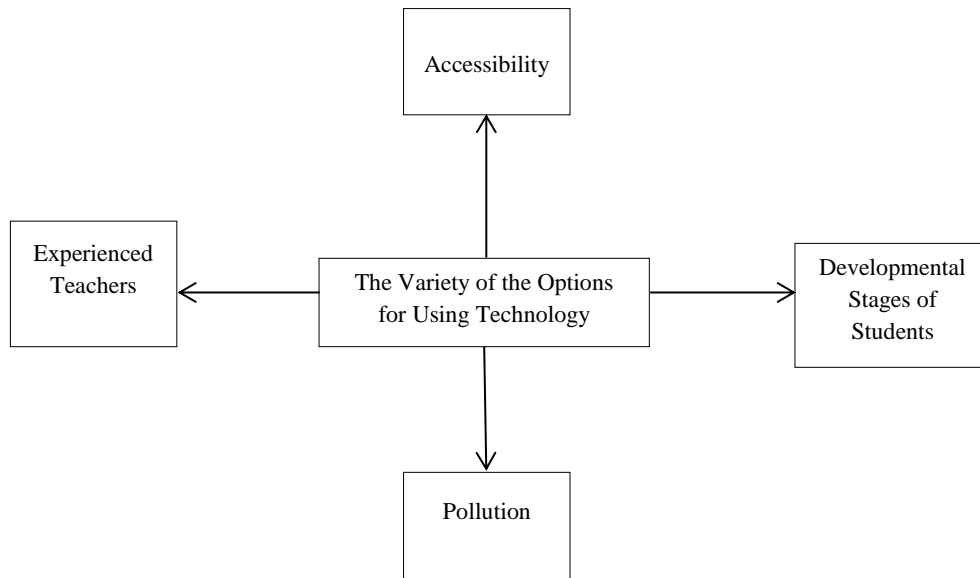 Accessibility
Experienced
Teachers
The Variety of the Options
for Using Technology
Developmental
Stages of
Students
Pollution